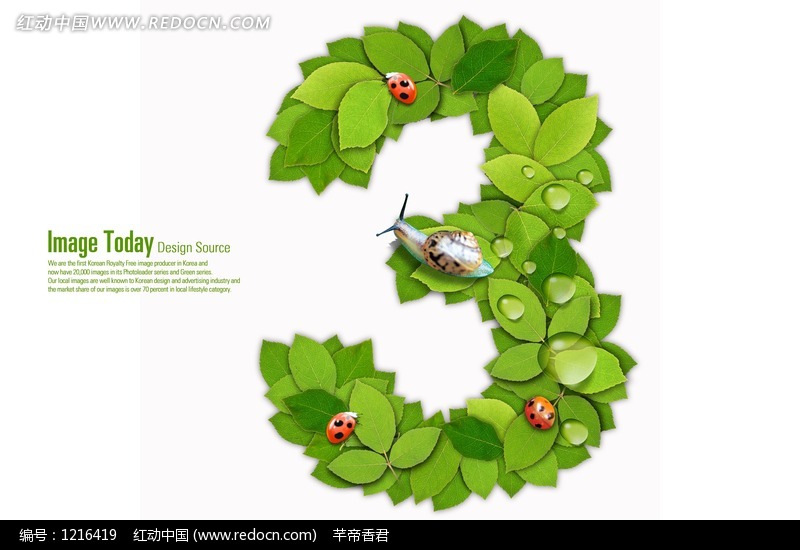 红动中国 WWW.REDOCN.COM
Image Today Design Source
We are the first Korean Royalty Free image producer in Korea and
now have 20,000 images in its Photoleader series and Green series.
Our local images are well known to Korean design and advertising industry and
the market share of our images is over 70 percent in local lifestyle category.
编号：1216419 红动中国 (www.redocn.com) 芊帝香君